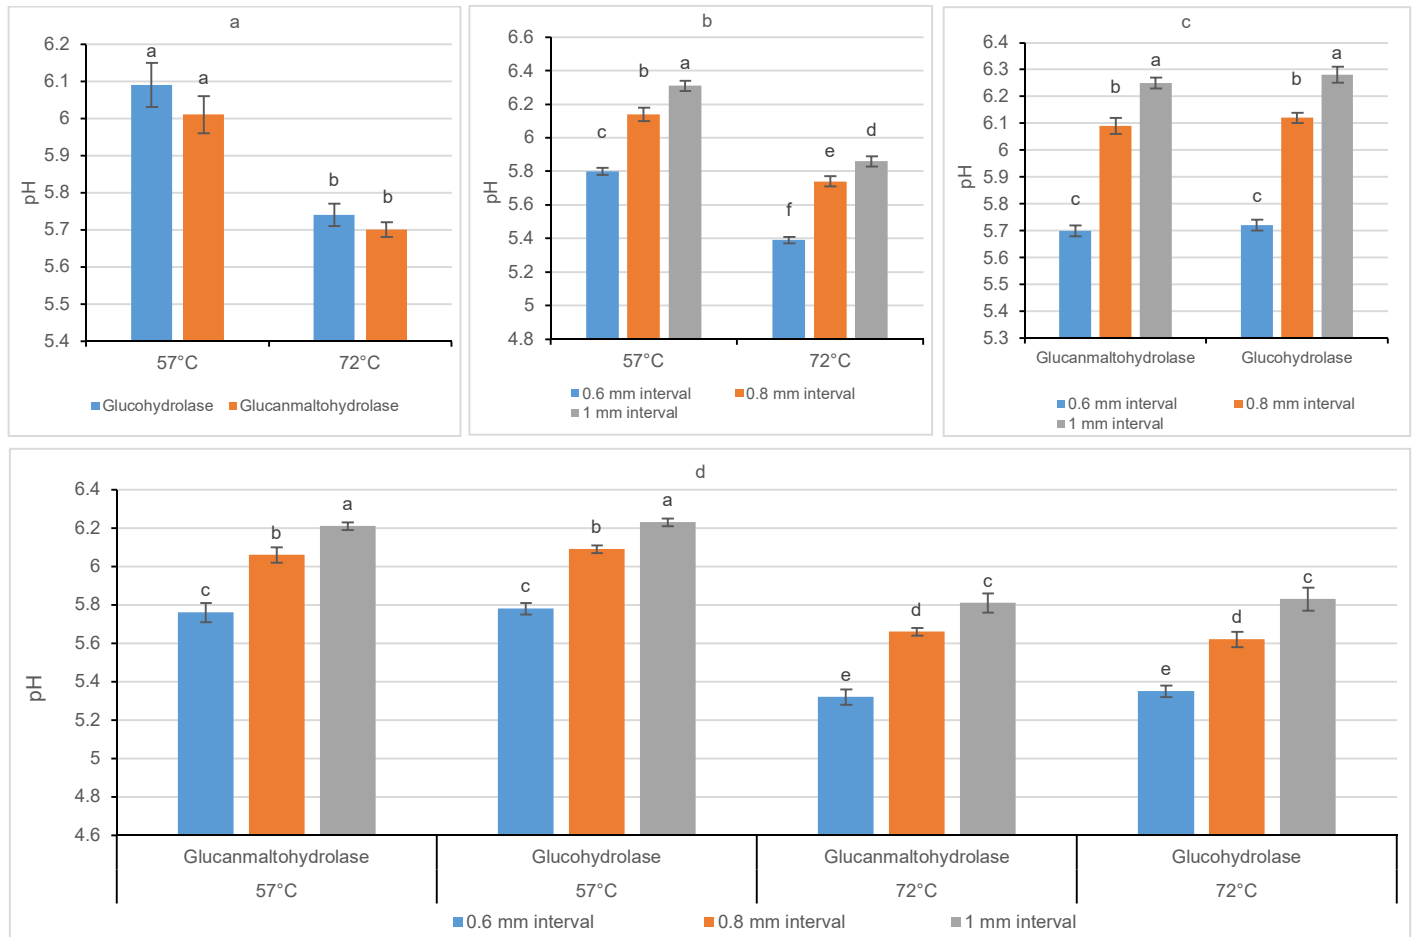 a
6.2
6.1
6
5.9
5.8
5.7
5.6
5.5
5.4
pH
a
a
b
b
57°C
72°C
Glucohydrolase
Glucanmaltohydrolase
b
6.6
6.4
6.2
6
5.8
5.6
5.4
5.2
5
4.8
pH
c
b
a
f
e
d
57°C
72°C
0.6 mm interval
0.8 mm interval
1 mm interval
c
6.4
6.3
6.2
6.1
6
5.9
5.8
5.7
5.6
5.5
5.4
5.3
pH
c
b
a
c
b
a
Glucanmaltohydrolase
Glucohydrolase
0.6 mm interval
0.8 mm interval
1 mm interval
d
6.4
6.2
6
5.8
5.6
5.4
5.2
5
4.8
4.6
pH
c
b
a
c
b
a
e
d
c
e
d
c
Glucanmaltohydrolase
Glucohydrolase
Glucanmaltohydrolase
Glucohydrolase
57°C
57°C
72°C
72°C
0.6 mm interval
0.8 mm interval
1 mm interval